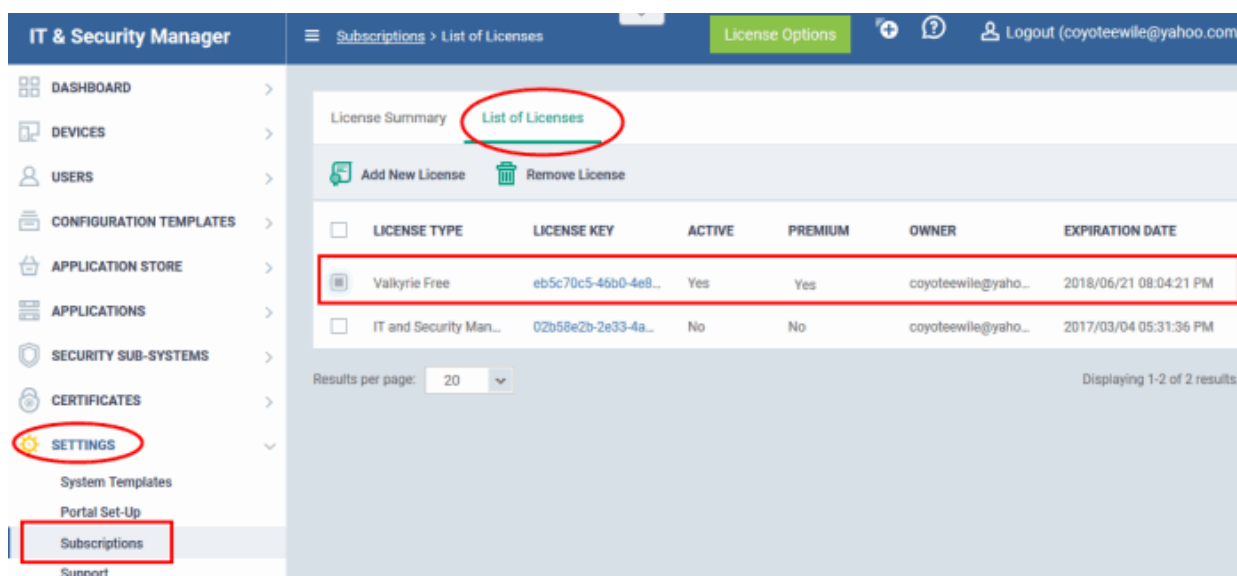 IT & Security Manager
Subscriptions > List of Licenses
License Options
Logout (coyoteewile@yahoo.com
DASHBOARD
DEVICES
USERS
CONFIGURATION TEMPLATES
APPLICATION STORE
APPLICATIONS
SECURITY SUB-SYSTEMS
CERTIFICATES
SETTINGS
System Templates
Portal Set-Up
Subscriptions
Support
License Summary List of Licenses
Add New License Remove License
LICENSE TYPE LICENSE KEY ACTIVE PREMIUM OWNER EXPIRATION DATE
Valkyrie Free eb5c70c5-46b0-4e8... Yes Yes coyoteewile@yaho... 2018/06/21 08:04:21 PM
IT and Security Man... 02b58e2b-2e33-4a... No No coyoteewile@yaho... 2017/03/04 05:31:36 PM
Results per page: 20
Displaying 1-2 of 2 results